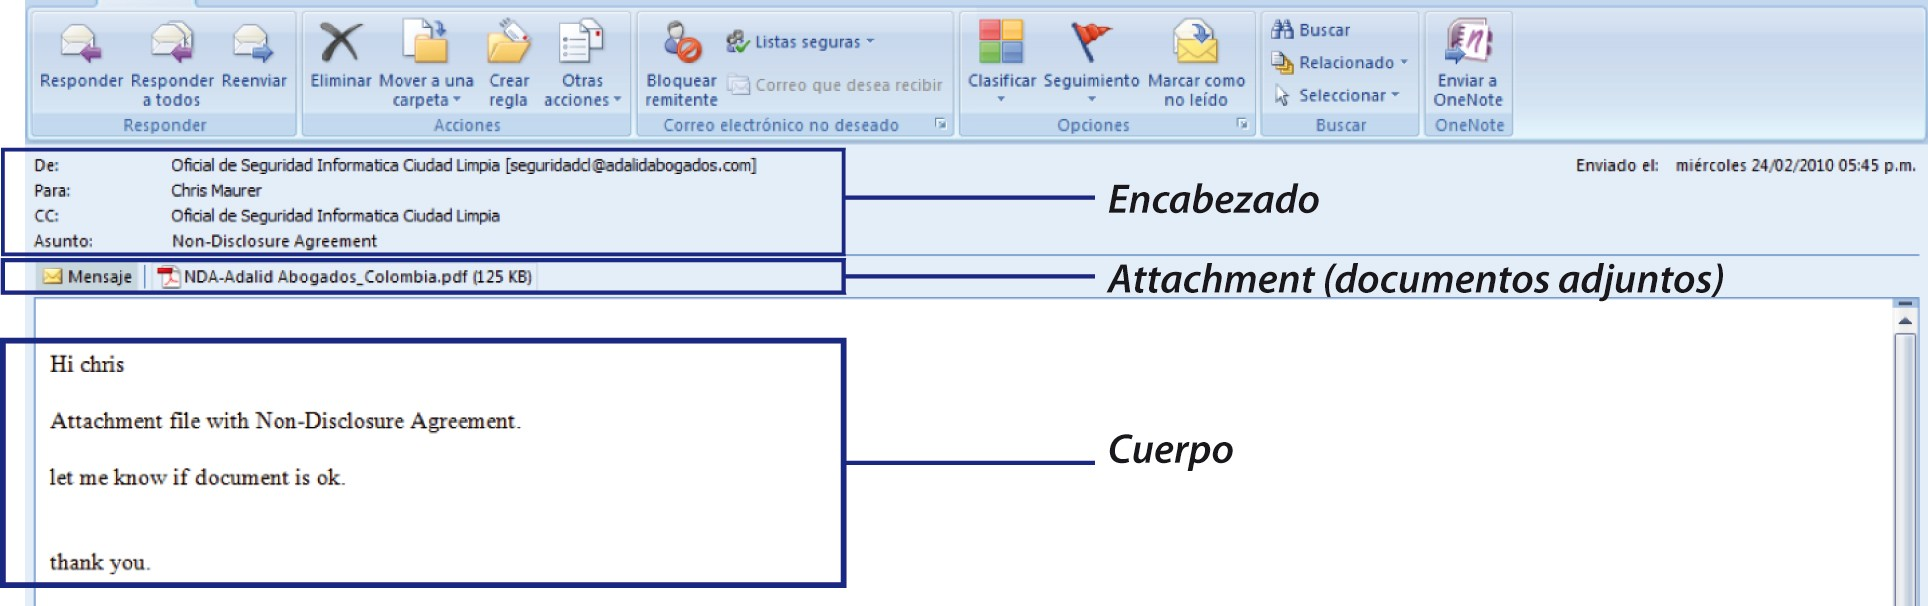 Responder Responder a todos Reenviar
Responder
Eliminar Mover a una carpeta Crear regla Otras acciones
Acciones
Bloquear remitente Listas seguras
Correo que desea recibir
Correo electrónico no deseado
Clasificar Seguimiento Marcar como no leído
Opciones
Buscar
Relacionado
Seleccionar
Buscar
Enviar a OneNote
OneNote
De: Oficial de Seguridad Informatica Ciudad Limpia [seguridadcl@adalidabogados.com]
Enviado el: miércoles 24/02/2010 05:45 p.m.
Para: Chris Maurer
CC: Oficial de Seguridad Informatica Ciudad Limpia
Asunto: Non-Disclosure Agreement
Encabezado
Mensaje NDA-Adalid Abogados_Colombia.pdf (125 KB)
Attachment (documentos adjuntos)
Hi chris
Attachment file with Non-Disclosure Agreement.
let me know if document is ok.
thank you.
Cuerpo